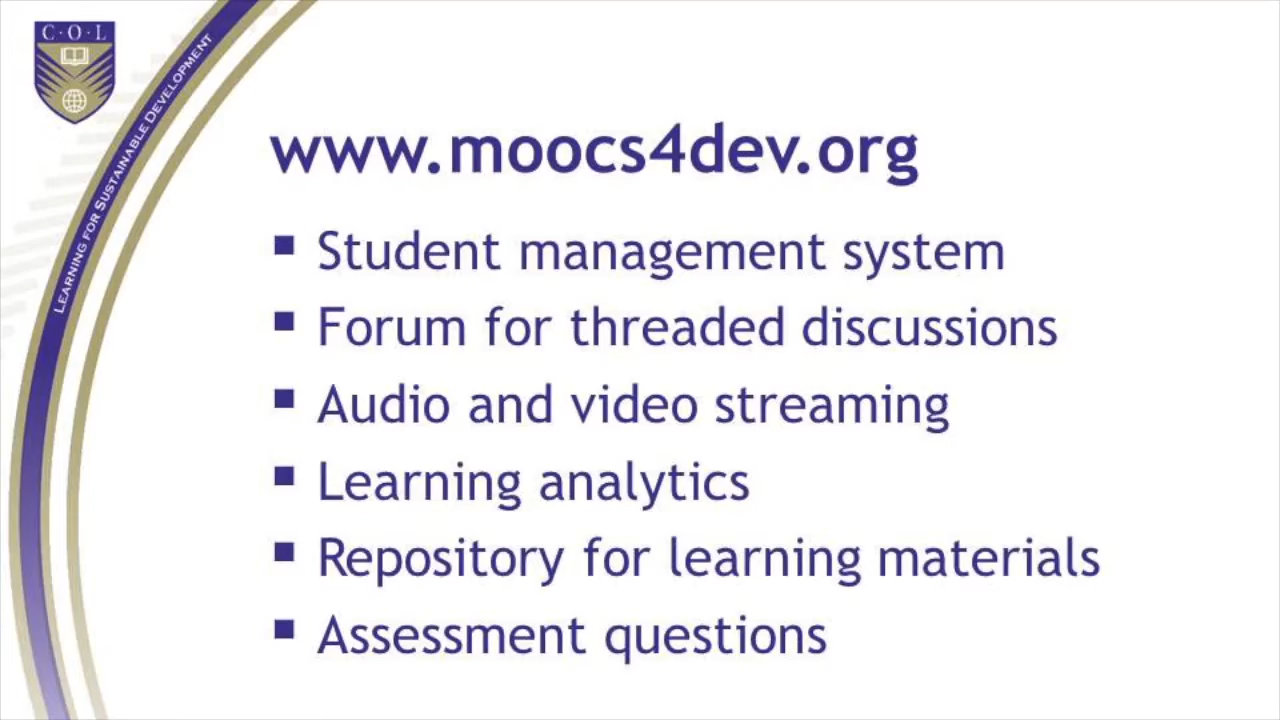 C·O·L
LEARNING FOR SUSTAINABLE DEVELOPMENT
www.moocs4dev.org
▪ Student management system
▪ Forum for threaded discussions
▪ Audio and video streaming
▪ Learning analytics
▪ Repository for learning materials
▪ Assessment questions